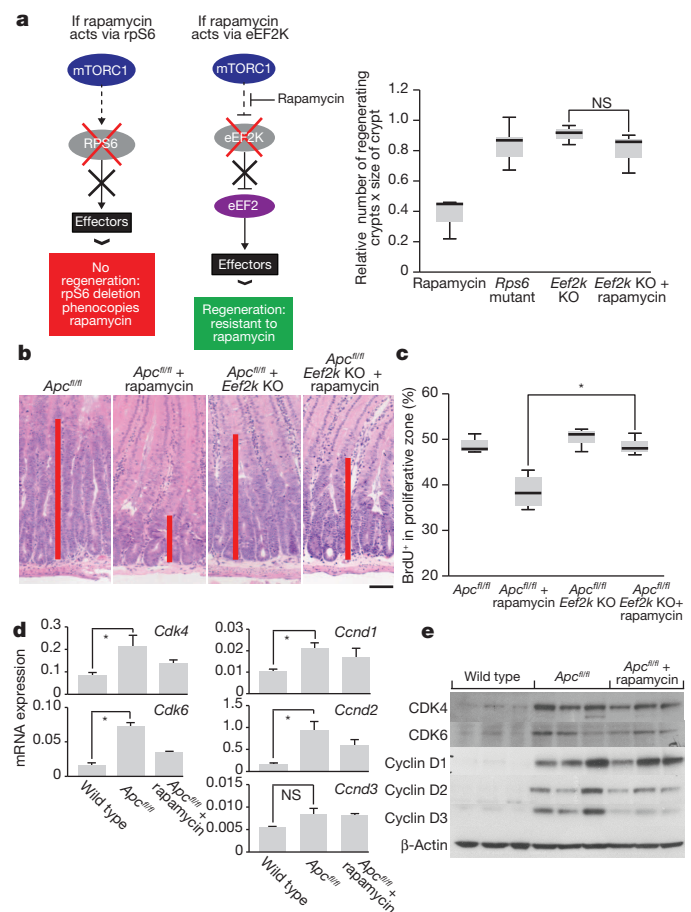 a
If rapamycin
acts via rpS6
If rapamycin
acts via eEF2K
mTORC1
mTORC1
Rapamycin
RPS6
eEF2K
eEF2
Effectors
Effectors
No
regeneration:
rpS6 deletion
phenocopies
rapamycin
Regeneration:
resistant to
rapamycin
Relative number of regenerating
crypts x size of crypt
1.2
1.0
0.8
0.6
0.4
0.2
0
NS
Rapamycin
Rps6
mutant
Eef2k
KO
Eef2k KO +
rapamycin
b
Apcfl/fl
Apcfl/fl +
rapamycin
Apcfl/fl +
Eef2k KO
Apcfl/fl
Eef2k KO +
rapamycin
c
BrdU+ in proliferative zone (%)
60
50
40
30
20
*
Apcfl/fl
Apcfl/fl +
rapamycin
Apcfl/fl
Eef2k KO
Apcfl/fl
Eef2k KO+
rapamycin
d
mRNA expression
0.3
0.2
0.1
0
*
Cdk4
0.10
0.05
0
*
Cdk6
Wild type
Apcfl/fl
Apcfl/fl +
rapamycin
0.03
0.02
0.01
0
*
Ccnd1
1.5
1.0
0.5
0
*
Ccnd2
0.015
0.010
0.005
0
NS
Ccnd3
Wild type
Apcfl/fl
Apcfl/fl +
rapamycin
e
Wild type
Apcfl/fl
Apcfl/fl +
rapamycin
CDK4
CDK6
Cyclin D1
Cyclin D2
Cyclin D3
β-Actin